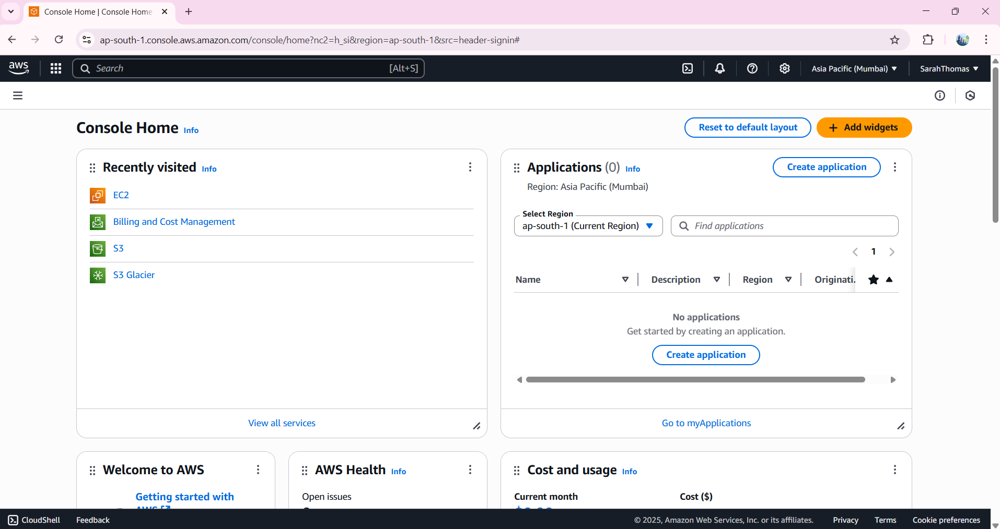 Console Home | Console Home
ap-south-1.console.aws.amazon.com/console/home?nc2=h_si&region=ap-south-1&src=header-signin#
aws
Search
[Alt+S]
Asia Pacific (Mumbai)
SarahThomas
Console Home Info
Reset to default layout
Add widgets
Recently visited Info
EC2
Billing and Cost Management
S3
S3 Glacier
View all services
Applications (0) Info
Create application
Region: Asia Pacific (Mumbai)
Select Region
ap-south-1 (Current Region)
Find applications
1
Name
Description
Region
Originati.
No applications
Get started by creating an application.
Create application
Go to myApplications
Welcome to AWS
Getting started with
AWS
AWS Health Info
Open issues
Cost and usage Info
Current month
Cost ($)
CloudShell
Feedback
© 2025, Amazon Web Services, Inc. or its affiliates.
Privacy
Terms
Cookie preferences